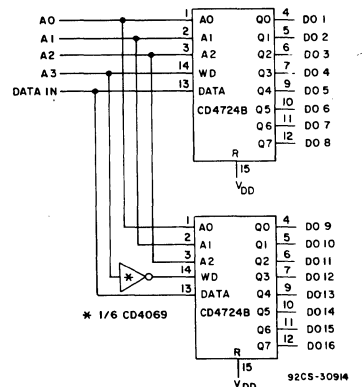 A0 1 A0 Q0 4 DO 1
A1 2 A1 Q1 5 DO 2
A2 3 A2 Q2 6 DO 3
A3 14 WD Q3 7 DO 4
DATA IN 13 DATA Q4 9 DO 5
CD4724B Q5 10 DO 6
Q6 11 DO 7
Q7 12 DO 8
R
15
VDD
1 A0 Q0 4 DO 9
2 A1 Q1 5 DO 10
3 A2 Q2 6 DO 11
* 14 WD Q3 7 DO 12
13 DATA Q4 9 DO 13
* 1/6 CD4069 CD4724B Q5 10 DO 14
Q6 11 DO 15
Q7 12 DO 16
R
15
VDD
92CS-30914